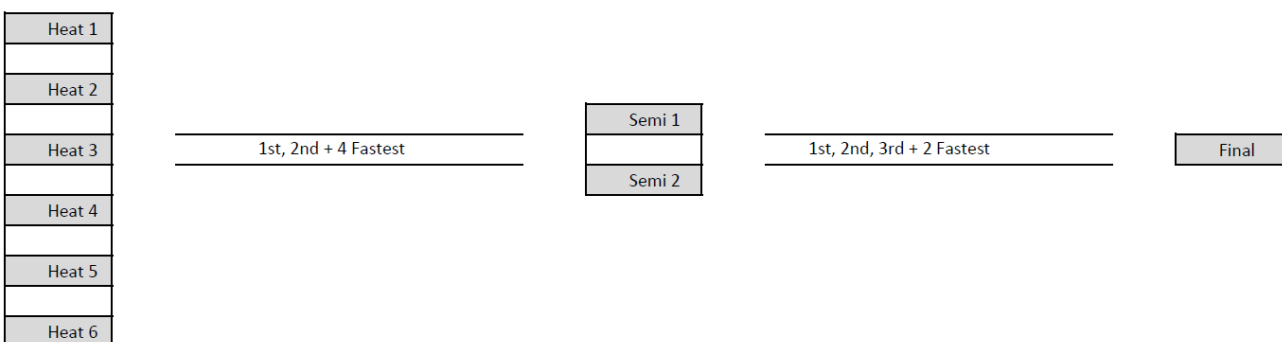 Heat 1
Heat 2
Semi 1
Heat 3
1st, 2nd + 4 Fastest
1st, 2nd, 3rd + 2 Fastest
Final
Semi 2
Heat 4
Heat 5
Heat 6